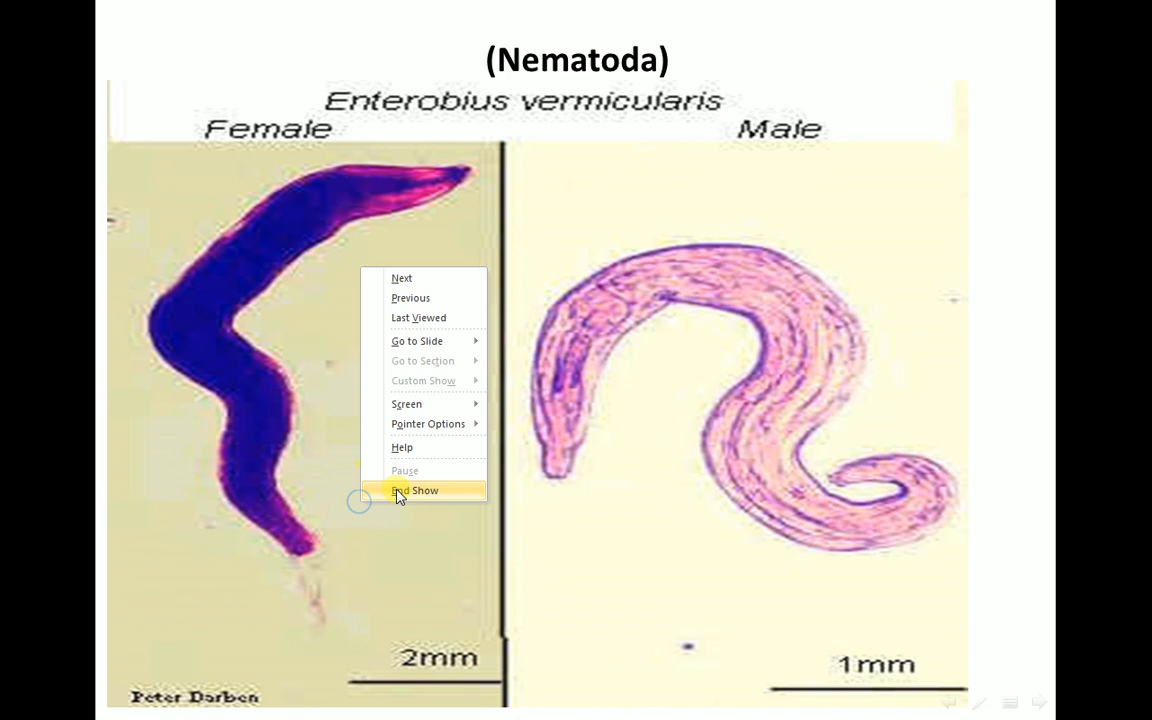 (Nematoda)
Enterobius vermicularis
Female
Male
Next
Previous
Last Viewed
Go to Slide
Go to Section
Custom Show
Screen
Pointer Options
Help
Pause
End Show
2mm
1mm
Peter Darben